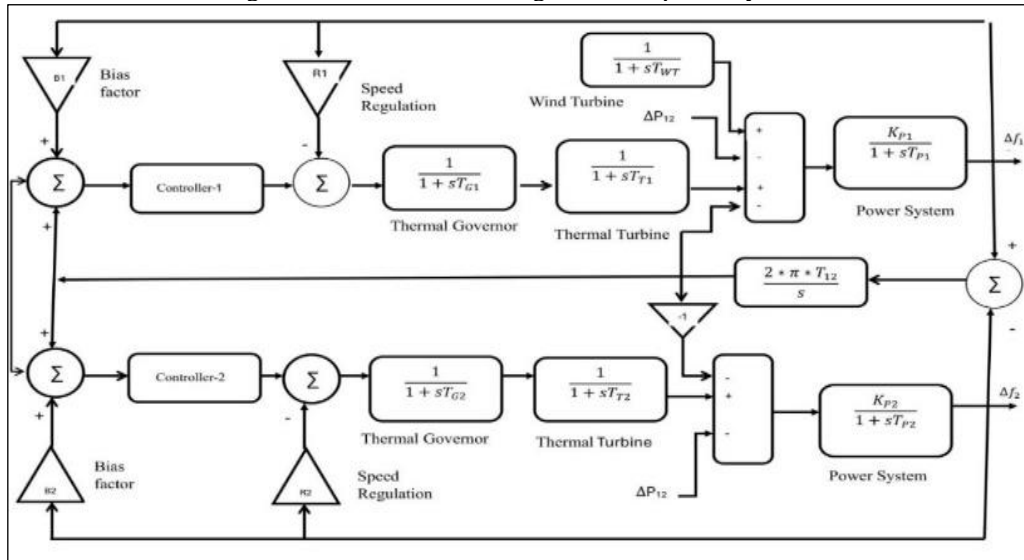 B1
Bias
factor
R1
Speed
Regulation
1
1 + sT_WT
Wind Turbine
ΔP₁₂
+
-
+
-
K_P1
1 + sT_P1
Δf₁
Power System
+
Σ
+
Controller-1
-
Σ
1
1 + sT_G1
Thermal Governor
1
1 + sT_T1
Thermal Turbine
2 * π * T₁₂
s
+
Σ
-
-1
+
Σ
+
Controller-2
Σ
-
1
1 + sT_G2
Thermal Governor
1
1 + sT_T2
Thermal Turbine
-
+
-
K_P2
1 + sT_P2
Δf₂
Power System
B2
Bias
factor
R2
Speed
Regulation
ΔP₁₂